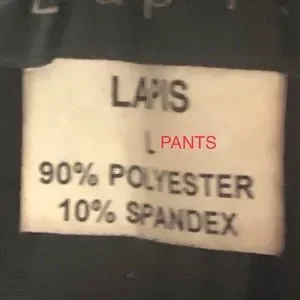 LAPIS
L PANTS
90% POLYESTER
10% SPANDEX